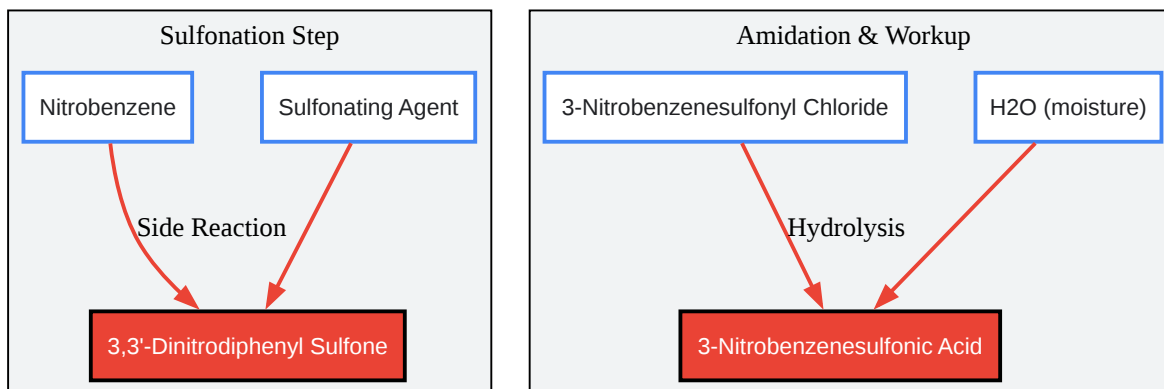 Sulfonation Step
Nitrobenzene
Sulfonating Agent
Side Reaction
3,3'-Dinitrodiphenyl Sulfone
Amidation & Workup
3-Nitrobenzenesulfonyl Chloride
H2O (moisture)
Hydrolysis
3-Nitrobenzenesulfonic Acid